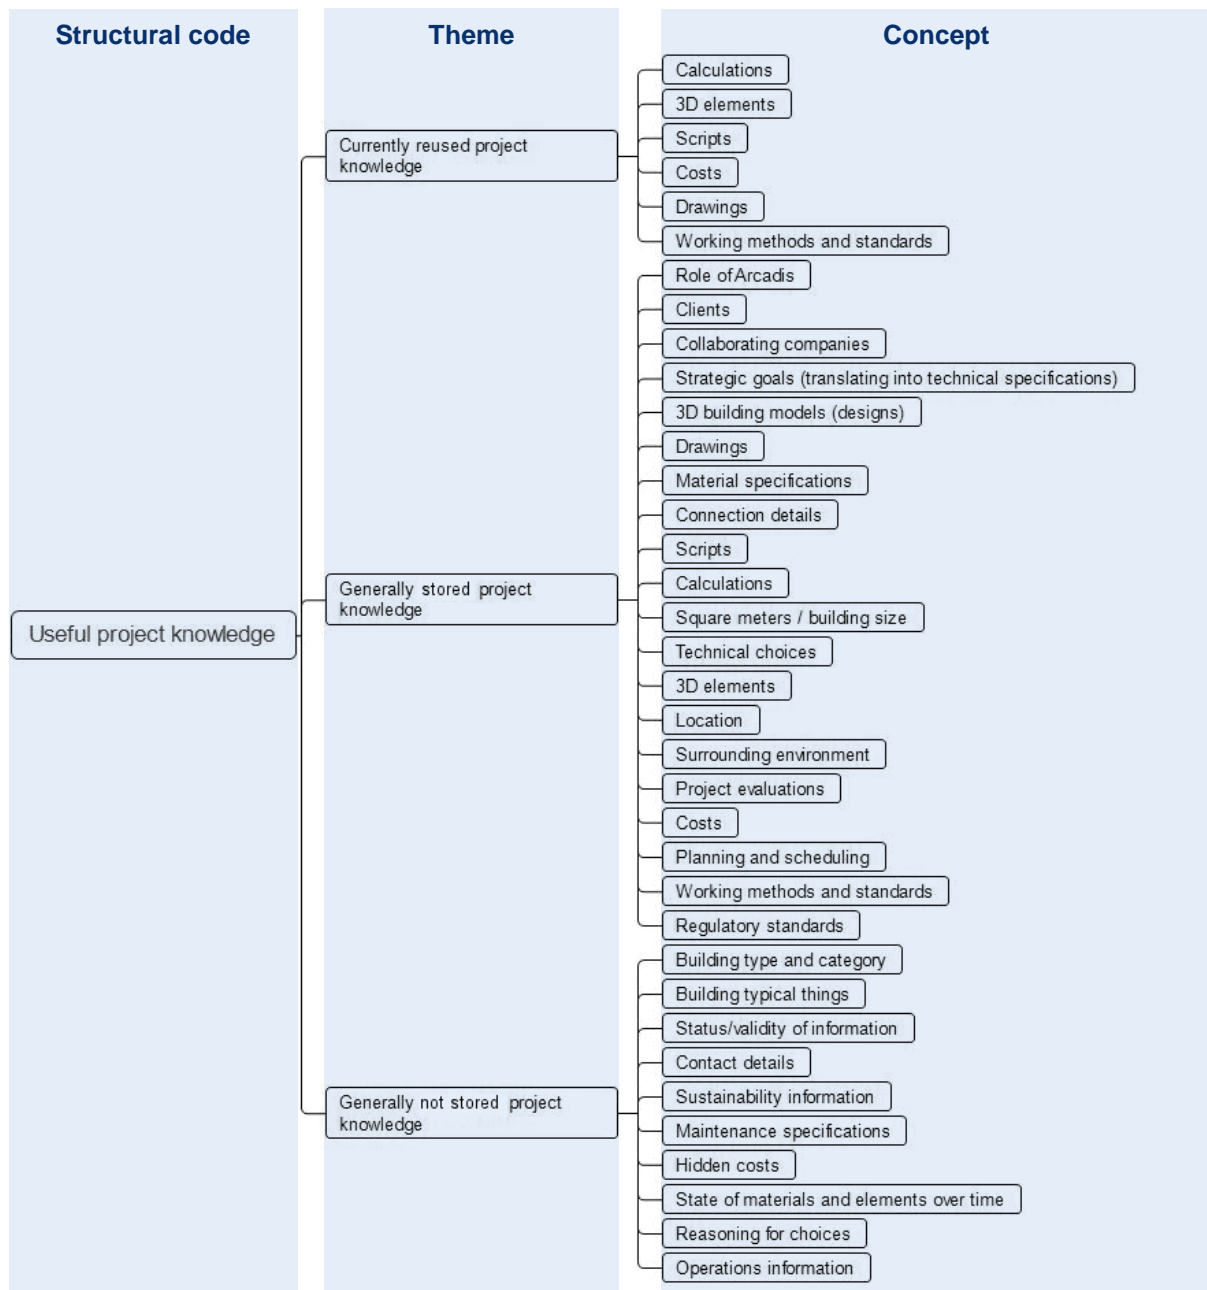 Structural code
Theme
Concept
Useful project knowledge
Currently reused project
knowledge
Calculations
3D elements
Scripts
Costs
Drawings
Working methods and standards
Generally stored project
knowledge
Role of Arcadis
Clients
Collaborating companies
Strategic goals (translating into technical specifications)
3D building models (designs)
Drawings
Material specifications
Connection details
Scripts
Calculations
Square meters / building size
Technical choices
3D elements
Location
Surrounding environment
Project evaluations
Costs
Planning and scheduling
Working methods and standards
Regulatory standards
Generally not stored project
knowledge
Building type and category
Building typical things
Status/validity of information
Contact details
Sustainability information
Maintenance specifications
Hidden costs
State of materials and elements over time
Reasoning for choices
Operations information